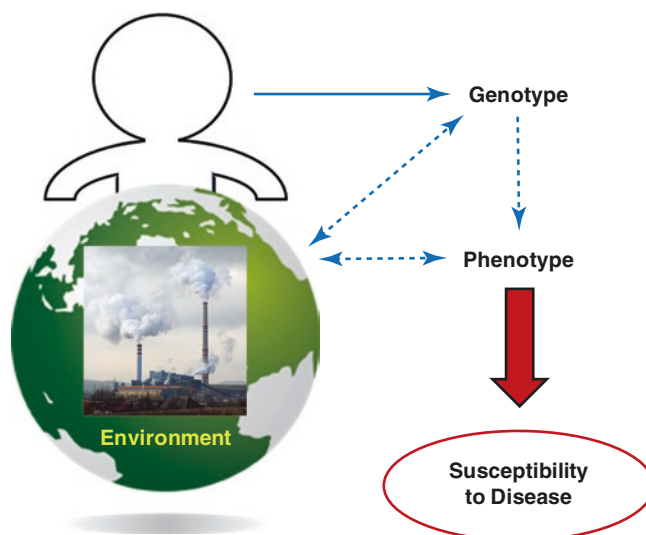 Genotype
Phenotype
Environment
Susceptibility
to Disease